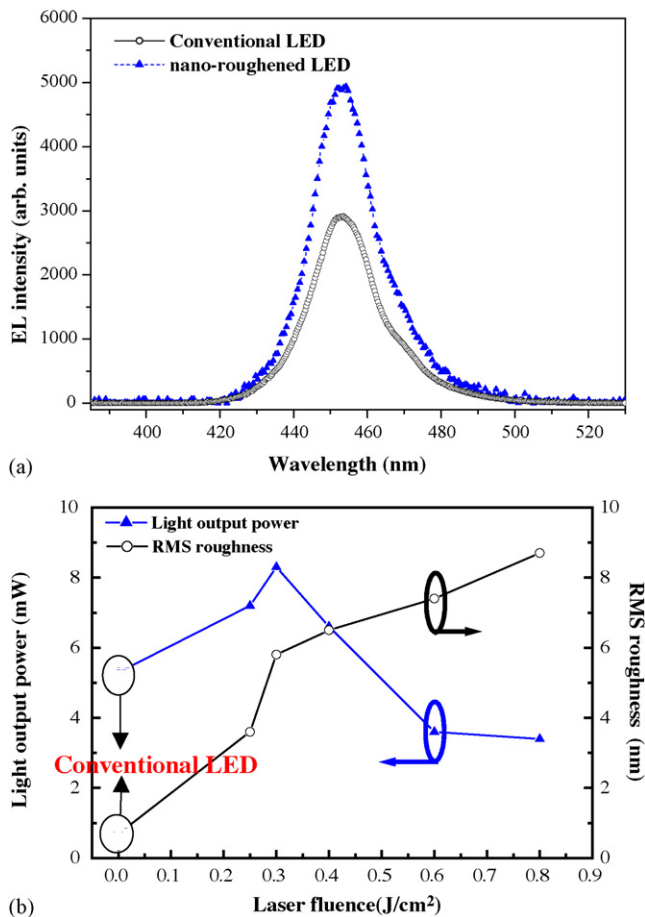 6000
5000
4000
3000
2000
1000
0
EL intensity (arb. units)
Conventional LED
nano-roughened LED
400 420 440 460 480 500 520
Wavelength (nm)
(a)
10
8
6
4
2
0
Light output power (mW)
Light output power
RMS roughness
Conventional LED
10
8
6
4
2
0
RMS roughness (nm)
0.0 0.1 0.2 0.3 0.4 0.5 0.6 0.7 0.8 0.9
Laser fluence(J/cm²)
(b)